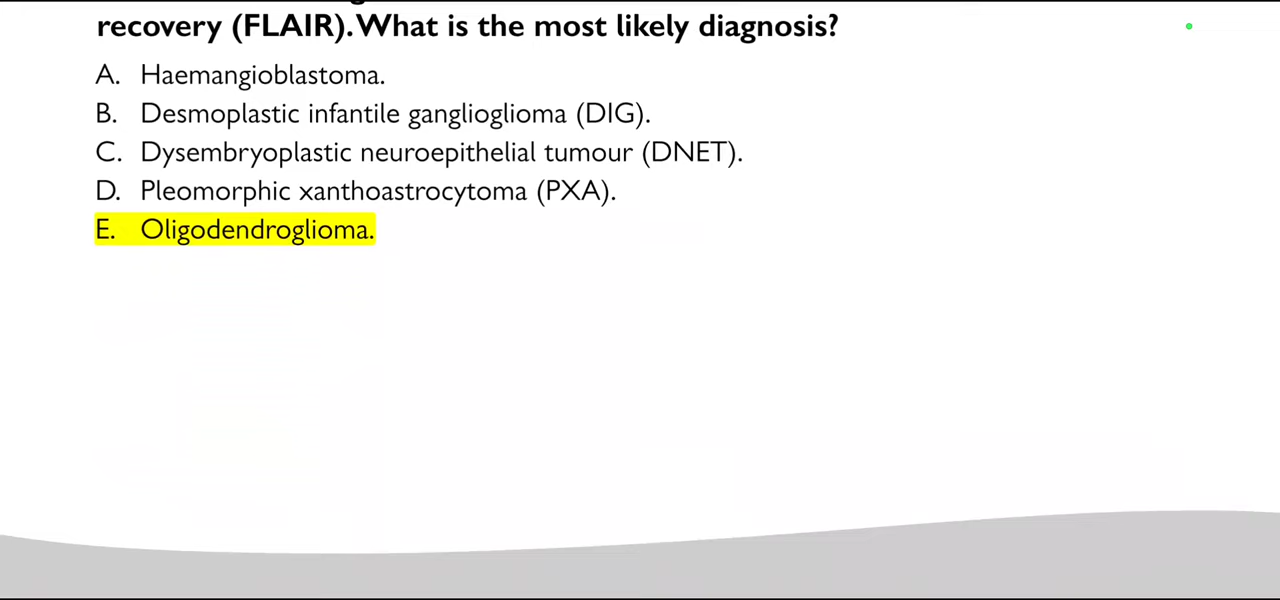 recovery (FLAIR). What is the most likely diagnosis?
A. Haemangioblastoma.
B. Desmoplastic infantile ganglioglioma (DIG).
C. Dysembryoplastic neuroepithelial tumour (DNET).
D. Pleomorphic xanthoastrocytoma (PXA).
E. Oligodendroglioma.